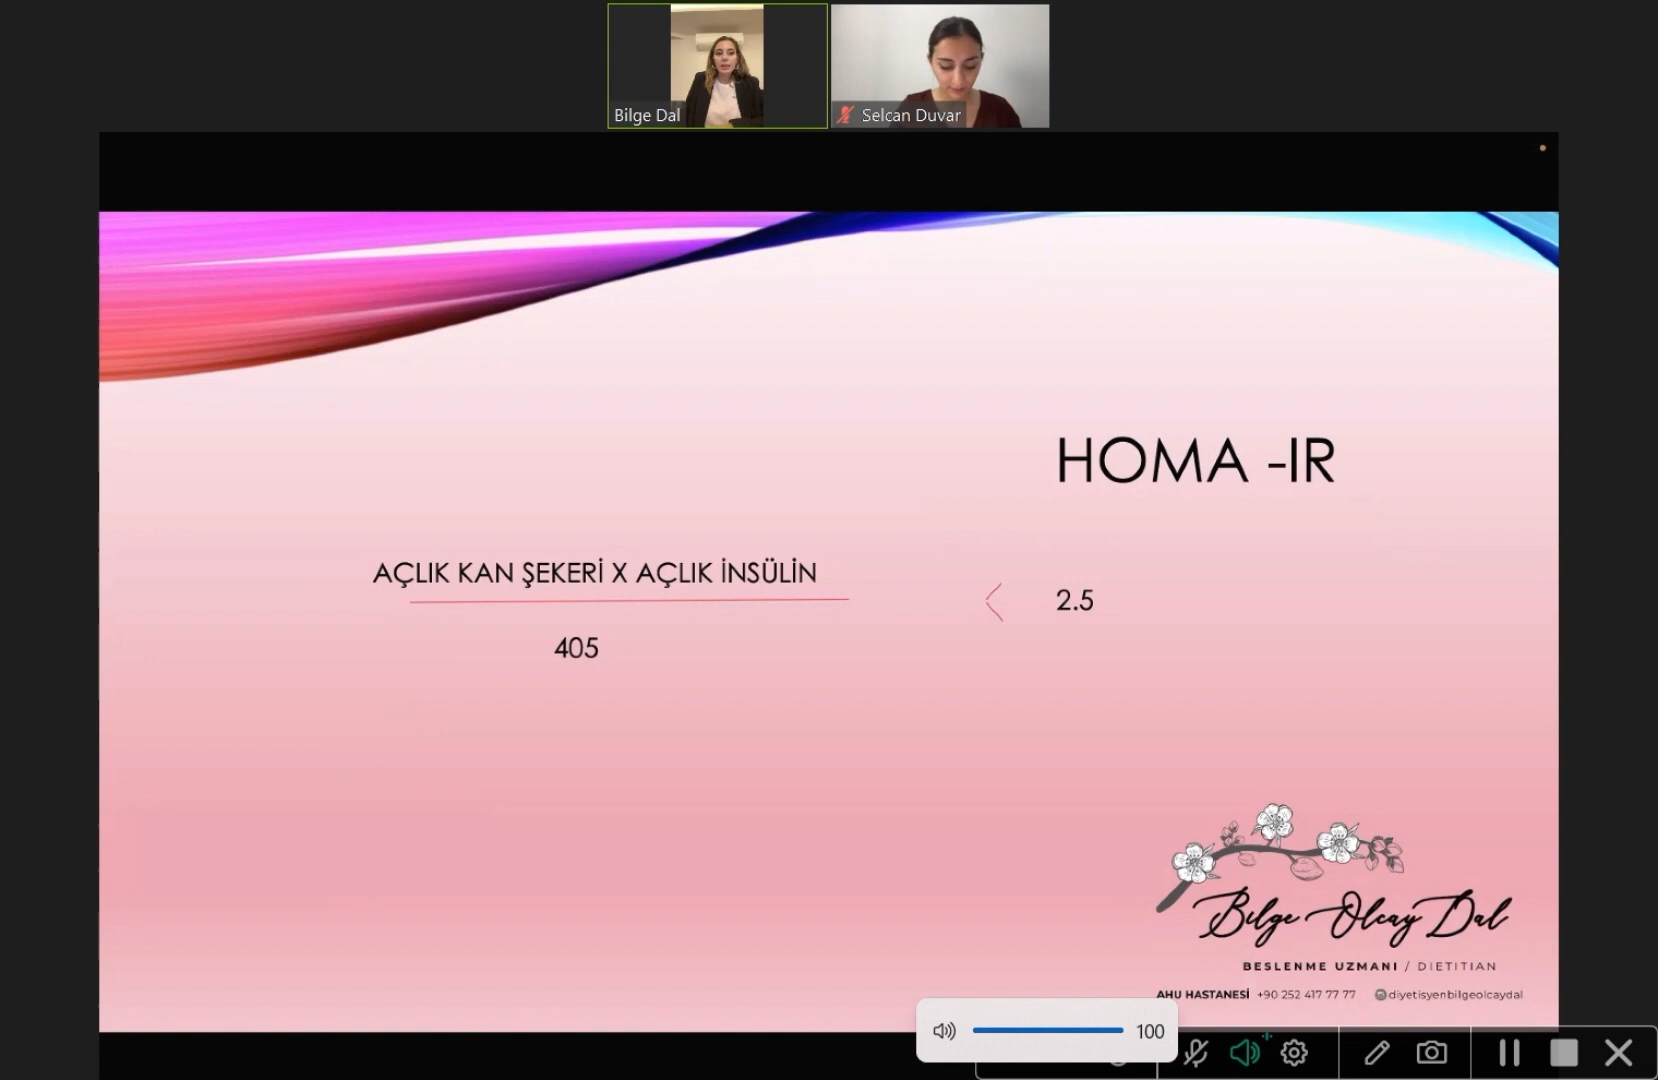 Bilge Dal
Selcan Duvar
HOMA -IR
AÇLIK KAN ŞEKERİ X AÇLIK İNSÜLİN
< 2.5
405
Bilge Olcay Dal
BESLENME UZMANI / DIETITIAN
AHU HASTANESİ +90 252 417 77 77 diyetisyenbilgeolcaydal
100